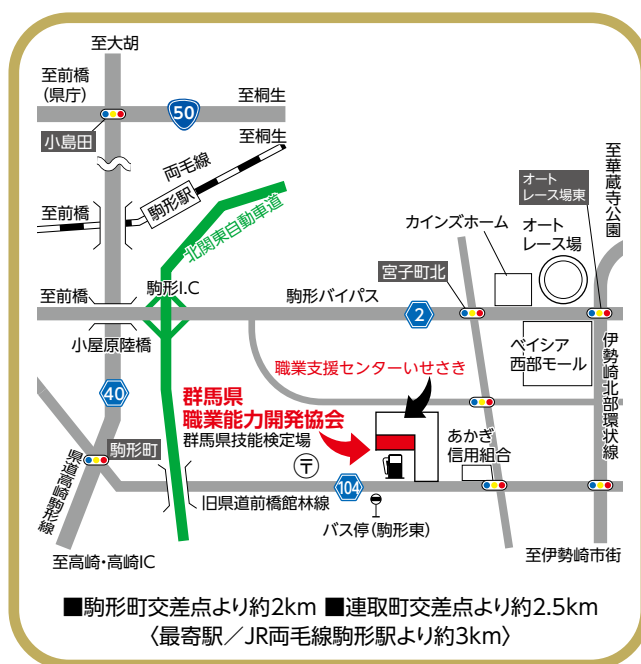 至大胡
至前橋
(県庁)
至桐生
50
小島田
至桐生
両毛線
駒形駅
至前橋
北関東自動車道
至華蔵寺公園
オート
レース場東
カインズホーム
オート
レース場
宮子町北
駒形I.C
至前橋
駒形バイパス
2
小屋原陸橋
ベイシア
西部モール
伊勢崎北部環状線
職業支援センターいせさき
40
群馬県
職業能力開発協会
群馬県技能検定場
駒形町
あかぎ
信用組合
〒
104
県道高崎駒形線
旧県道前橋館林線
バス停(駒形東)
至高崎・高崎IC
至伊勢崎市街
■駒形町交差点より約2km ■連取町交差点より約2.5km
〈最寄駅／JR両毛線駒形駅より約3km〉